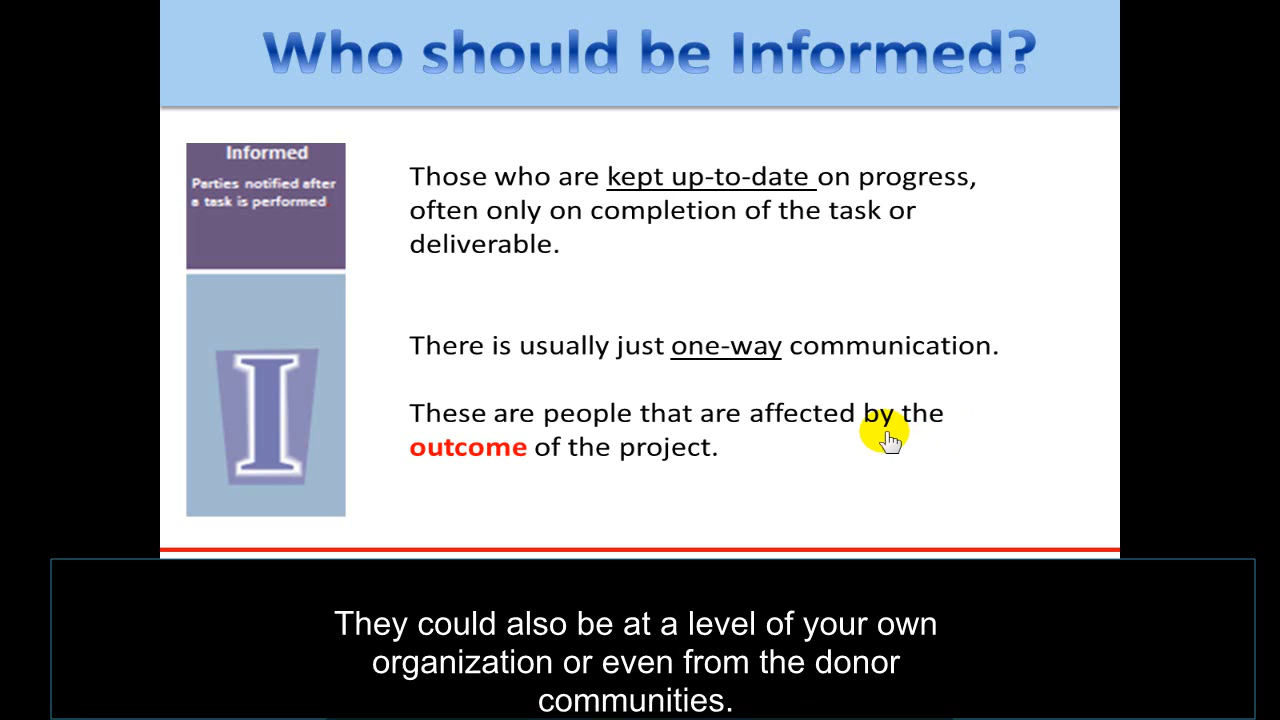 Who should be Informed?
Informed
Parties notified after
a task is performed
Those who are kept up-to-date on progress,
often only on completion of the task or
deliverable.
I
There is usually just one-way communication.
These are people that are affected by the
outcome of the project.
They could also be at a level of your own
organization or even from the donor
communities.